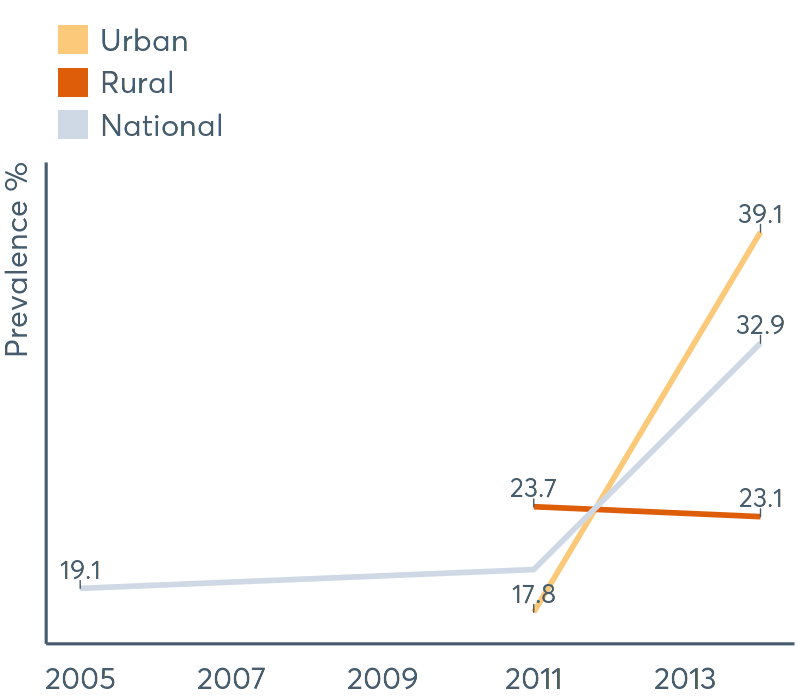 Urban
Rural
National
Prevalence %
39.1
32.9
23.7
23.1
19.1
17.8
2005 2007 2009 2011 2013